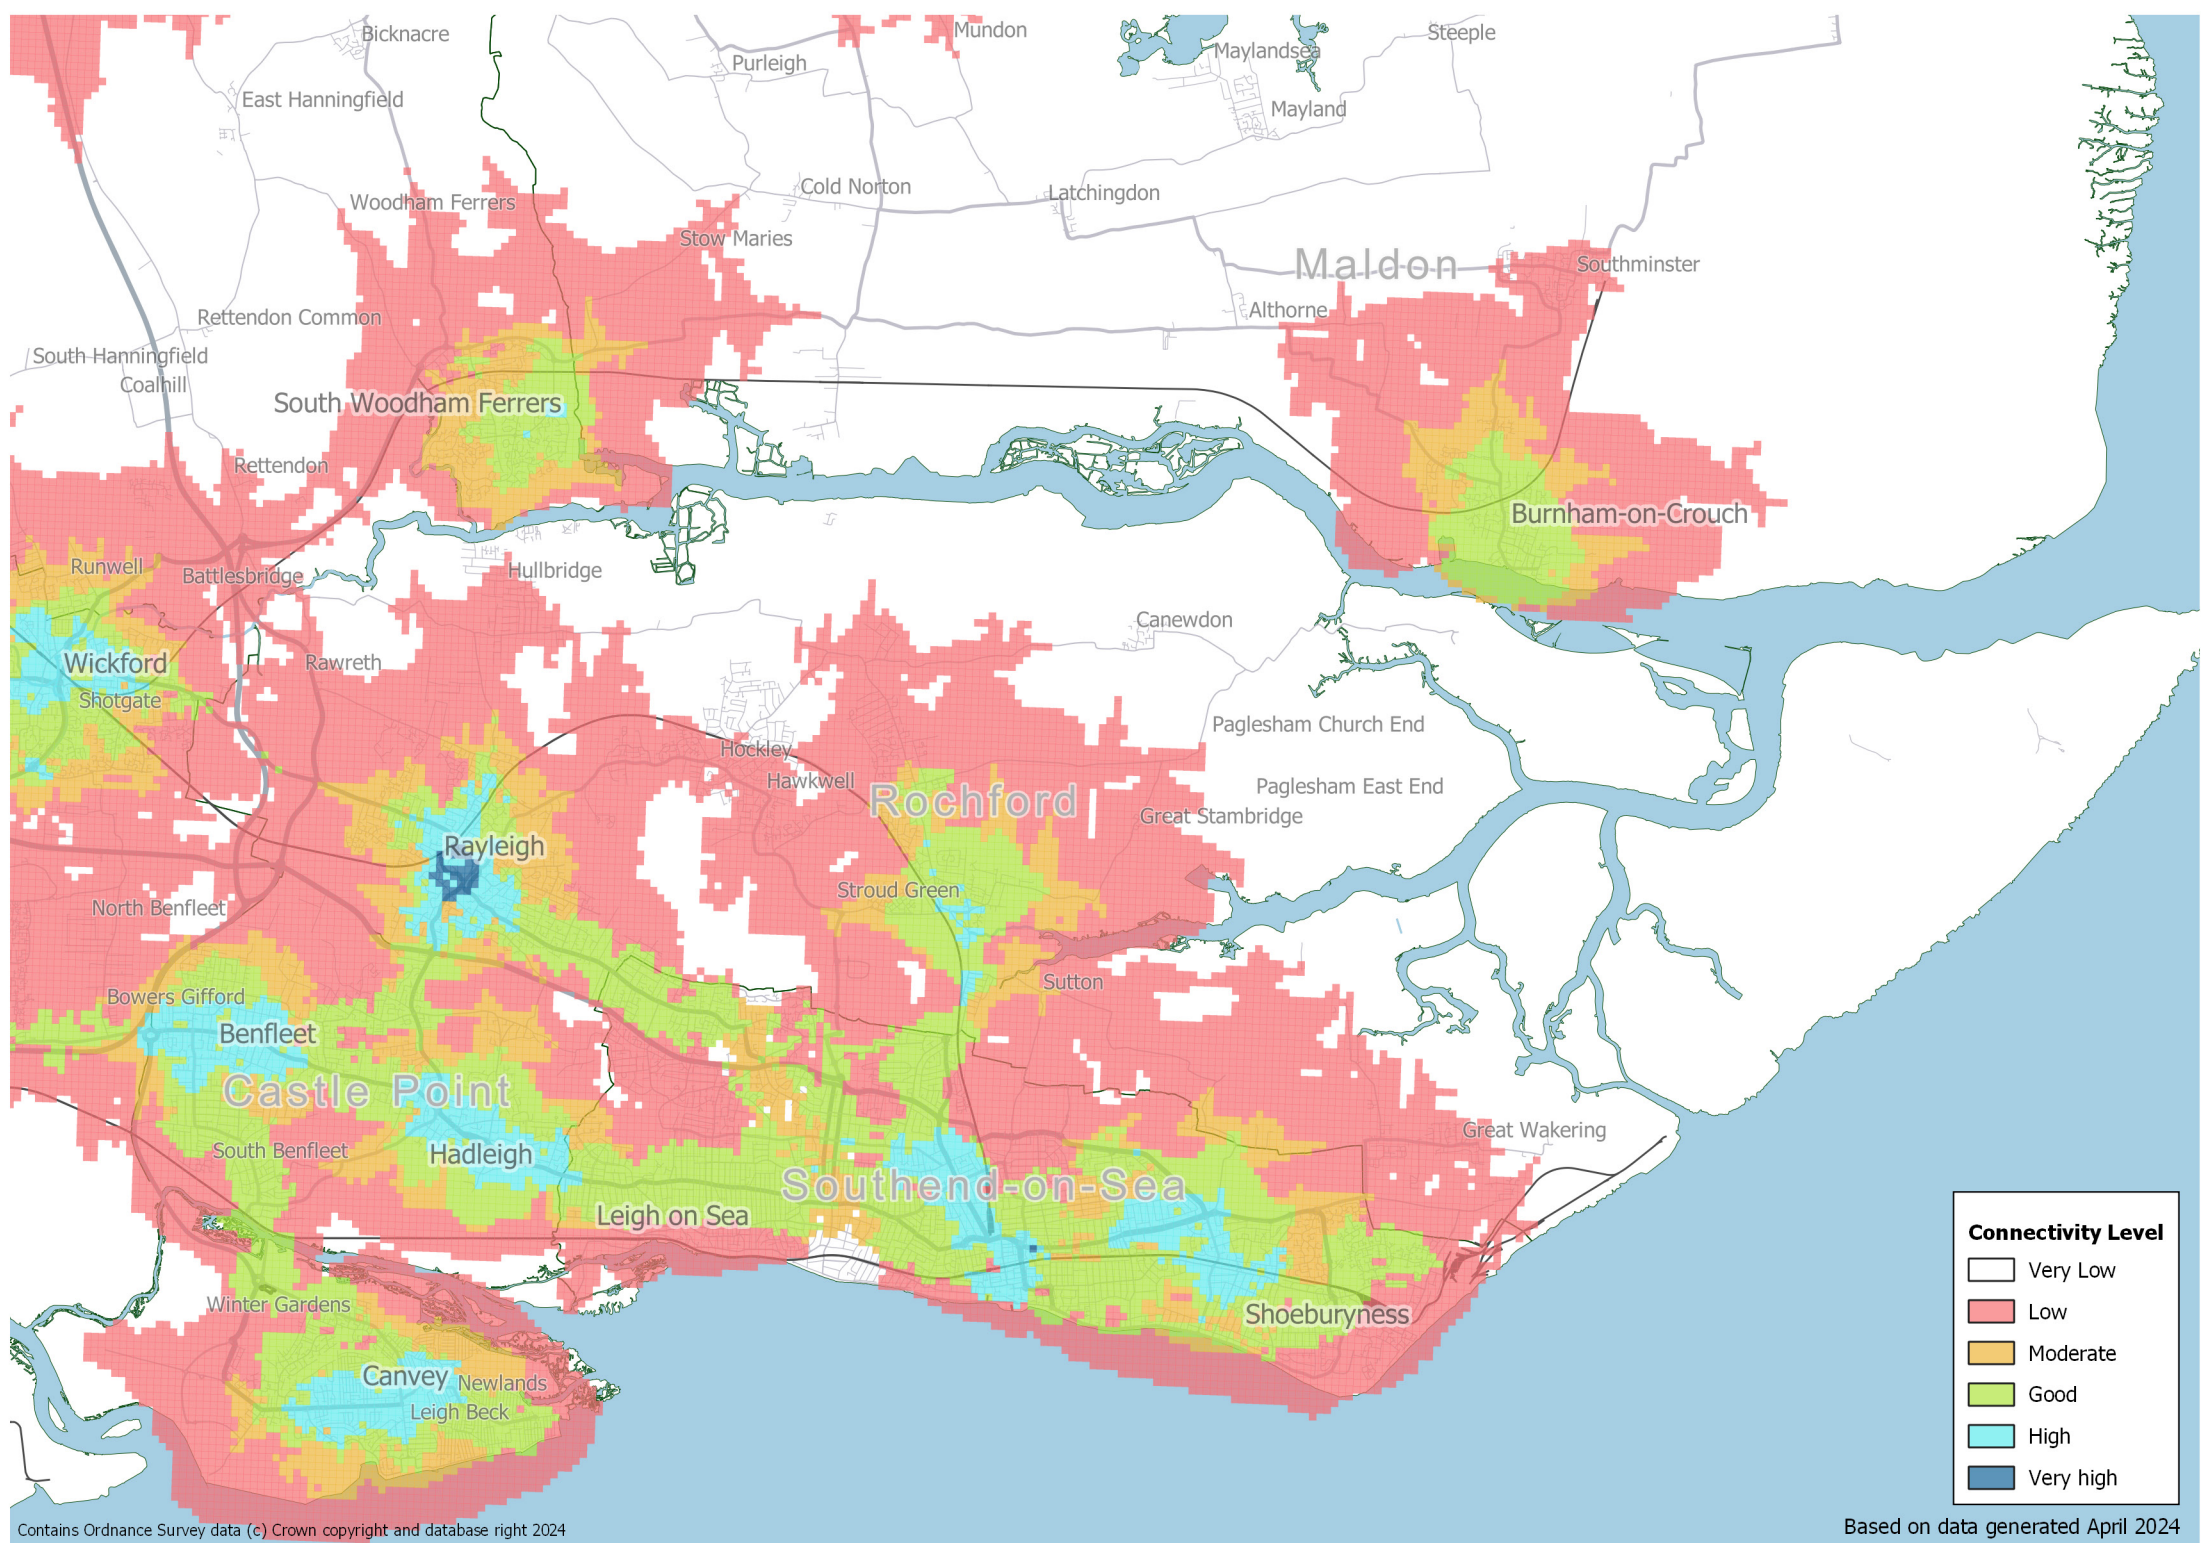 Bicknacre
Mundon
Steeple
Maylandsea
Purleigh
East Hanningfield
Mayland
Cold Norton
Latchingdon
Woodham Ferrers
Stow Maries
Maldon
Southminster
Rettendon Common
Althorne
South Hanningfield
Coalhill
South Woodham Ferrers
Rettendon
Burnham-on-Crouch
Runwell
Battlesbridge
Hullbridge
Canewdon
Wickford
Rawreth
Shotgate
Paglesham Church End
Hockley
Hawkwell
Paglesham East End
Rochford
Great Stambridge
Rayleigh
Stroud Green
North Benfleet
Sutton
Bowers Gifford
Benfleet
Castle Point
Great Wakering
South Benfleet
Hadleigh
Southend-on-Sea
Leigh on Sea
Winter Gardens
Shoeburyness
Canvey
Newlands
Leigh Beck
Connectivity Level
Very Low
Low
Moderate
Good
High
Very high
Contains Ordnance Survey data (c) Crown copyright and database right 2024
Based on data generated April 2024